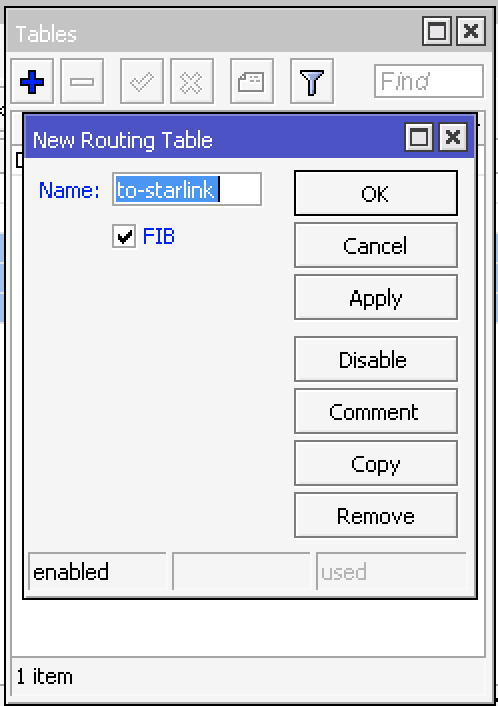 Tables
Find
New Routing Table
Name: to-starlink
FIB
OK
Cancel
Apply
Disable
Comment
Copy
Remove
enabled used
1 item